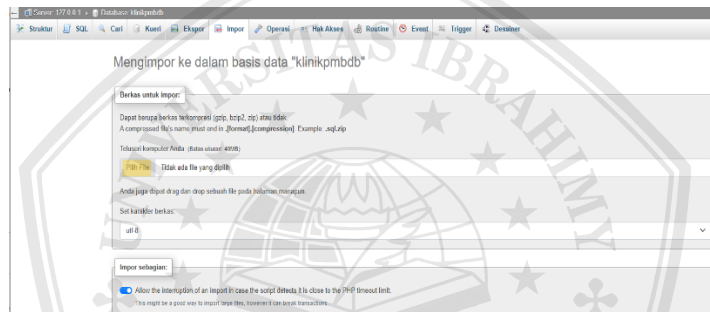 Server: 127.0.0.1 » Database: klinikpmbdb
Struktur SQL Cari Kueri Ekspor Impor Operasi Hak Akses Routine Event Trigger Desainer
Mengimpor ke dalam basis data "klinikpmbdb"
Berkas untuk Impor:
Dapat berupa berkas terkompresi (gzip, bzip2, zip) atau tidak.
A compressed file's name must end in .[format].[compression]. Example: .sql.zip
Telusuri komputer Anda: (Batas ukuran: 40MB)
Pilih File Tidak ada file yang dipilih
Anda juga dapat drag dan drop sebuah file pada halaman manapun.
Set karakter berkas:
utf-8
Impor sebagian:
Allow the interruption of an import in case the script detects it is close to the PHP timeout limit.
This might be a good way to import large files, however it can break transactions.
UNIVERSITAS IBRAHIMY